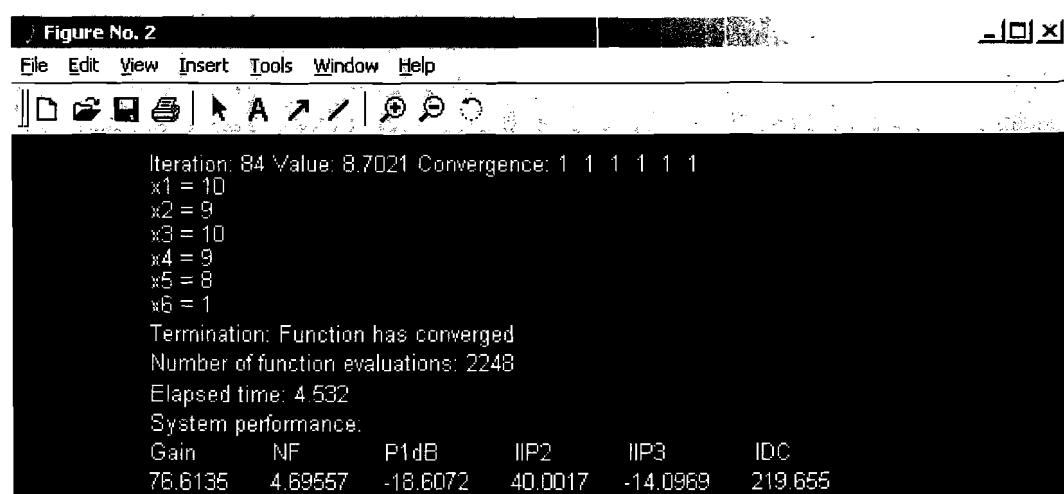 Figure No. 2
File Edit View Insert Tools Window Help
A
Iteration: 84 Value: 8.7021 Convergence: 1 1 1 1 1 1
x1 = 10
x2 = 9
x3 = 10
x4 = 9
x5 = 8
x6 = 1
Termination: Function has converged
Number of function evaluations: 2248
Elapsed time: 4.532
System performance:
Gain NF P1dB IIP2 IIP3 IDC
76.6135 4.69557 -18.6072 40.0017 -14.0969 219.655